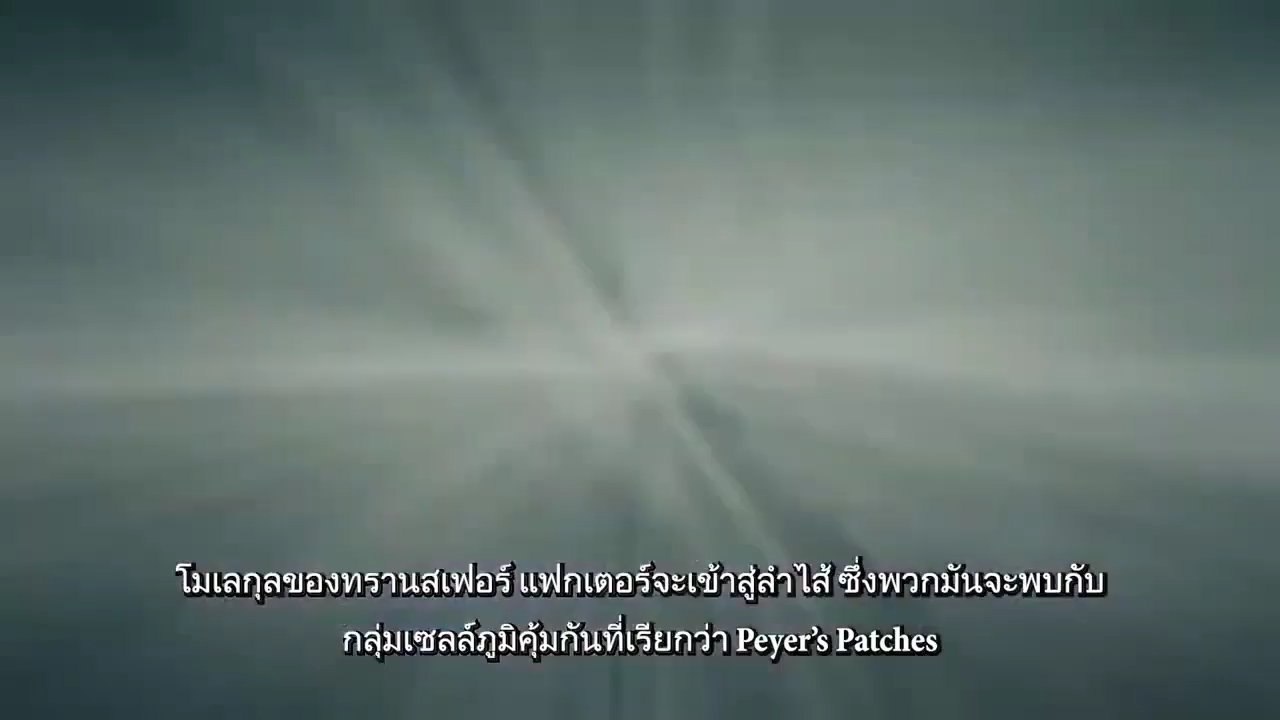 โมเลกุลของทรานสเฟอร์ แฟกเตอร์จะเข้าสู่ลำไส้ ซึ่งพวกมันจะพบกับ
กลุ่มเซลล์ภูมิคุ้มกันที่เรียกว่า Peyer’s Patches